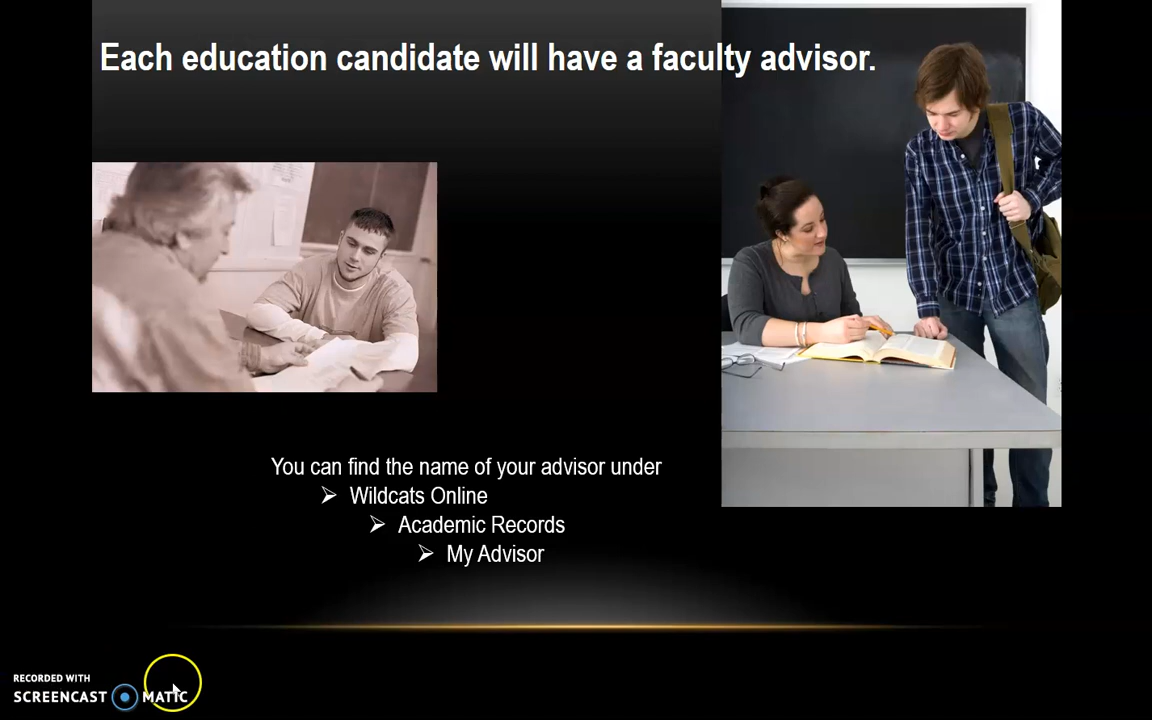 Each education candidate will have a faculty advisor.
You can find the name of your advisor under
➢ Wildcats Online
➢ Academic Records
➢ My Advisor
RECORDED WITH
SCREENCAST MATIC